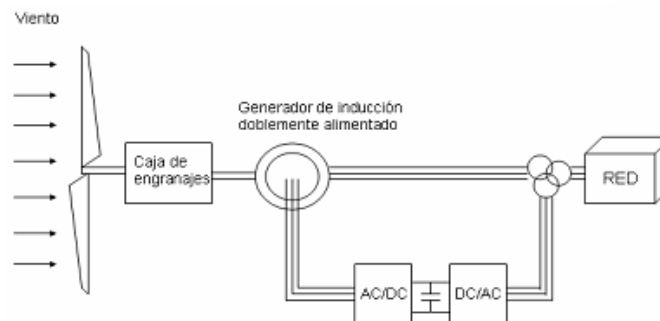 Viento
Generador de inducción
doblemente alimentado
Caja de
engranajes
RED
AC/DC
DC/AC